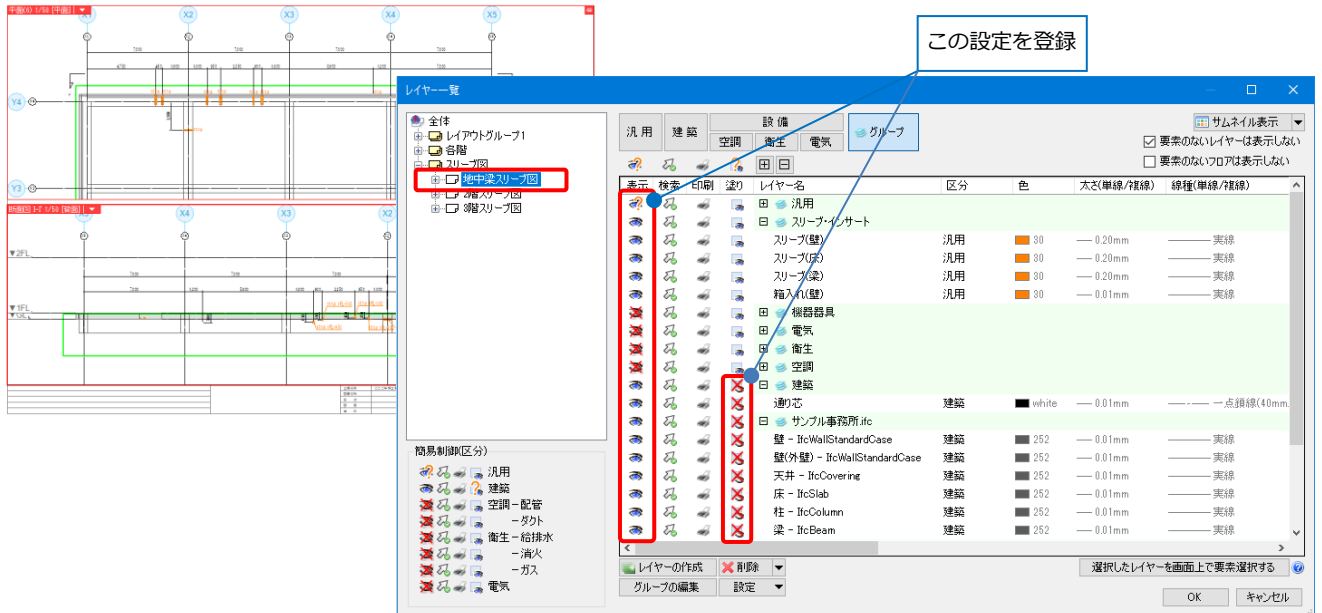 平面(4) 1/50 [平面]
X1
X2
X3
X4
X5
7,000
7,000
7,000
7,000
Y4
Y3
X4
X3
X2
▼2FL
7,000
7,000
▼1FL
▼GL
この設定を登録
レイヤー一覧
全体
レイアウトグループ1
各階
スリーブ図
地中梁スリーブ図
2階スリーブ図
3階スリーブ図
汎用
建築
設備
空調
衛生
電気
グループ
サムネイル表示
要素のないレイヤーは表示しない
要素のないフロアは表示しない
表示 検索 印刷 塗り レイヤー名 区分 色 太さ(単線/複線) 線種(単線/複線)
汎用
スリーブ・インサート
スリーブ(壁) 汎用 30 0.20mm 実線
スリーブ(床) 汎用 30 0.20mm 実線
スリーブ(梁) 汎用 30 0.20mm 実線
箱入れ(壁) 汎用 30 0.01mm 実線
機器器具
電気
衛生
空調
建築
通り芯 建築 white 0.01mm 一点鎖線(40mm.
サンプル事務所.ifc
壁 - IfcWallStandardCase 建築 252 0.01mm 実線
壁(外壁) - IfcWallStandardCase 建築 252 0.01mm 実線
天井 - IfcCovering 建築 252 0.01mm 実線
床 - IfcSlab 建築 252 0.01mm 実線
柱 - IfcColumn 建築 252 0.01mm 実線
梁 - IfcBeam 建築 252 0.01mm 実線
簡易制御(区分)
汎用
建築
空調-配管
-ダクト
衛生-給排水
-消火
-ガス
電気
レイヤーの作成
削除
選択したレイヤーを画面上で要素選択する
グループの編集
設定
OK
キャンセル